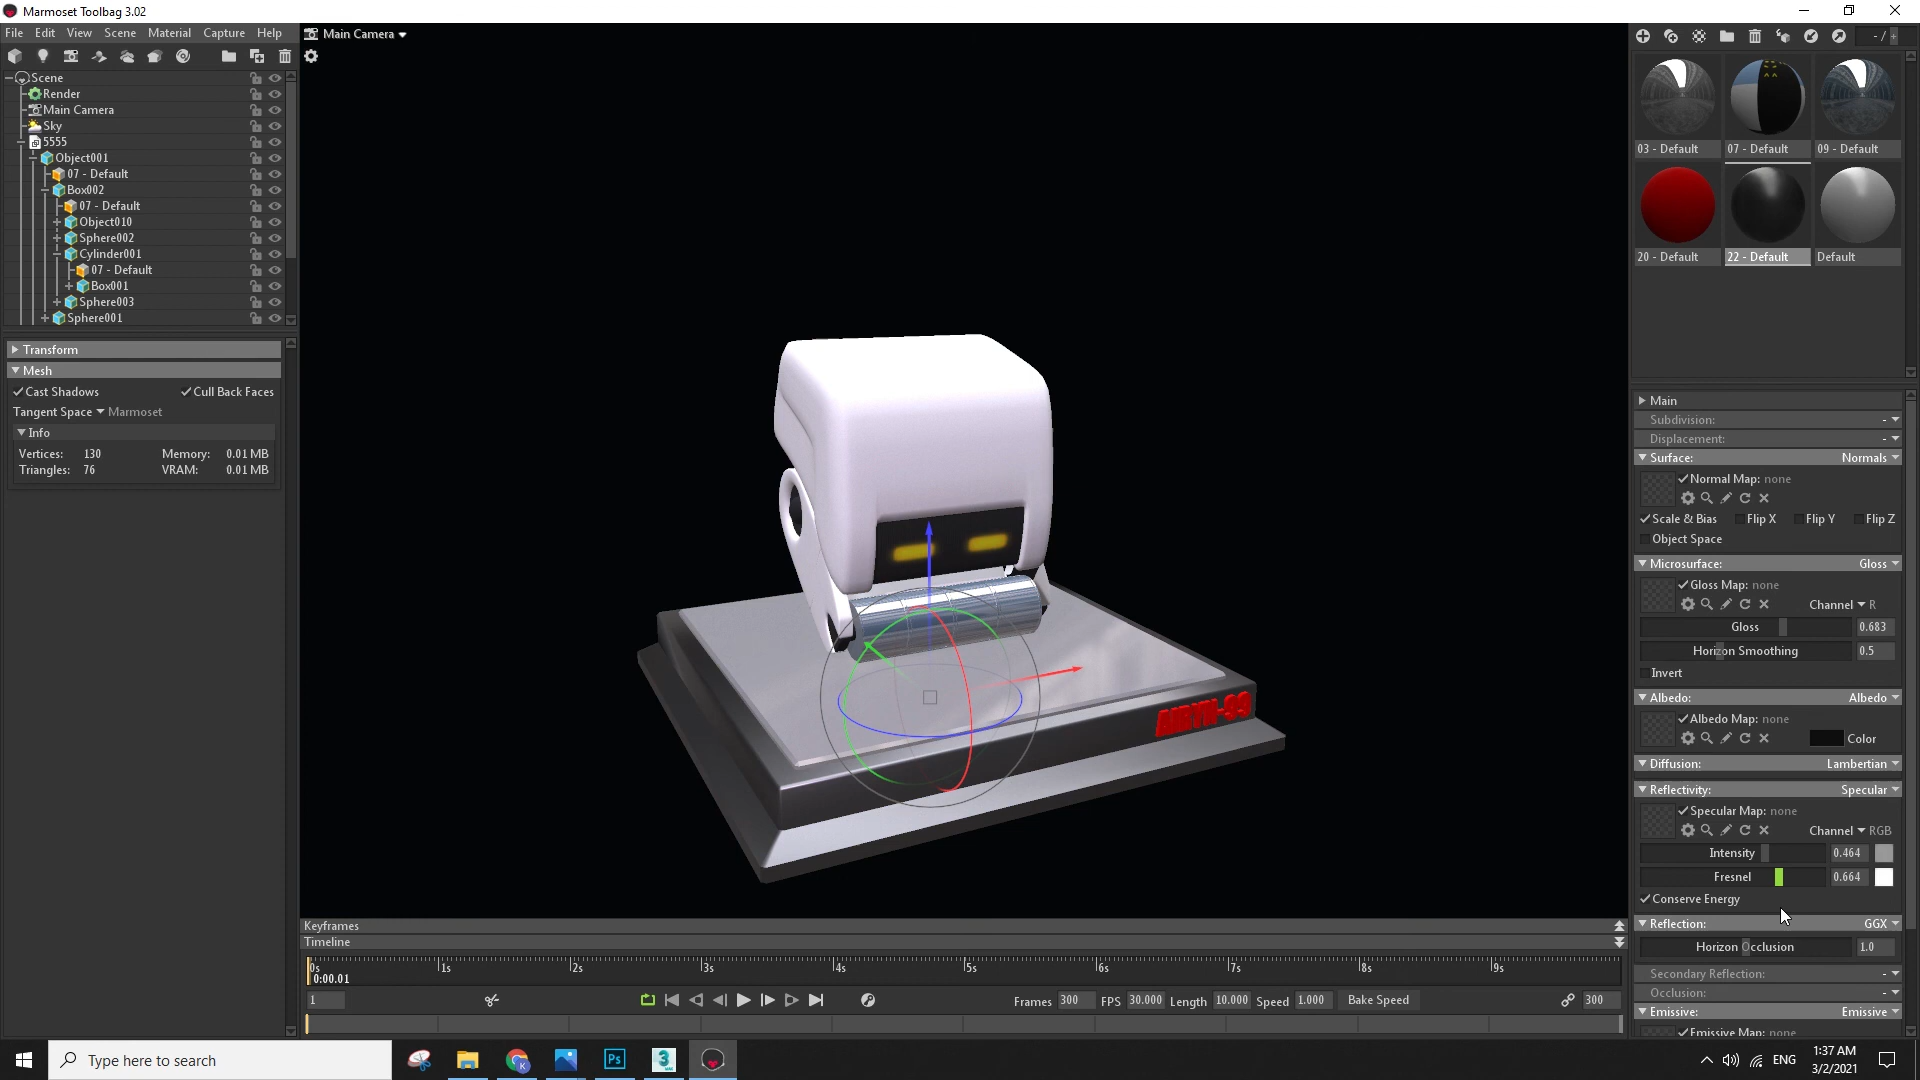 Marmoset Toolbag 3.02
File Edit View Scene Material Capture Help
Main Camera
- / +
Scene
Render
Main Camera
Sky
5555
Object001
07 - Default
Box002
07 - Default
Object010
Sphere002
Cylinder001
07 - Default
Box001
Sphere003
Sphere001
Transform
Mesh
Cast Shadows Cull Back Faces
Tangent Space Marmoset
Info
Vertices: 130 Memory: 0.01 MB
Triangles: 76 VRAM: 0.01 MB
03 - Default 07 - Default 09 - Default
20 - Default 22 - Default Default
Main
Subdivision: -
Displacement: -
Surface: Normals
Normal Map: none
Scale & Bias Flip X Flip Y Flip Z
Object Space
Microsurface: Gloss
Gloss Map: none
Channel R
Gloss 0.683
Horizon Smoothing 0.5
Invert
Albedo: Albedo
Albedo Map: none
Color
Diffusion: Lambertian
Reflectivity: Specular
Specular Map: none
Channel RGB
Intensity 0.464
Fresnel 0.664
Conserve Energy
Reflection: GGX
Horizon Occlusion 1.0
Secondary Reflection: -
Occlusion: -
Emissive: Emissive
Emissive Map: none
Keyframes
Timeline
0s 1s 2s 3s 4s 5s 6s 7s 8s 9s
0:00.01
1 Frames 300 FPS 30.000 Length 10.000 Speed 1.000 Bake Speed 300
Type here to search
Ps
3
ENG
1:37 AM
3/2/2021